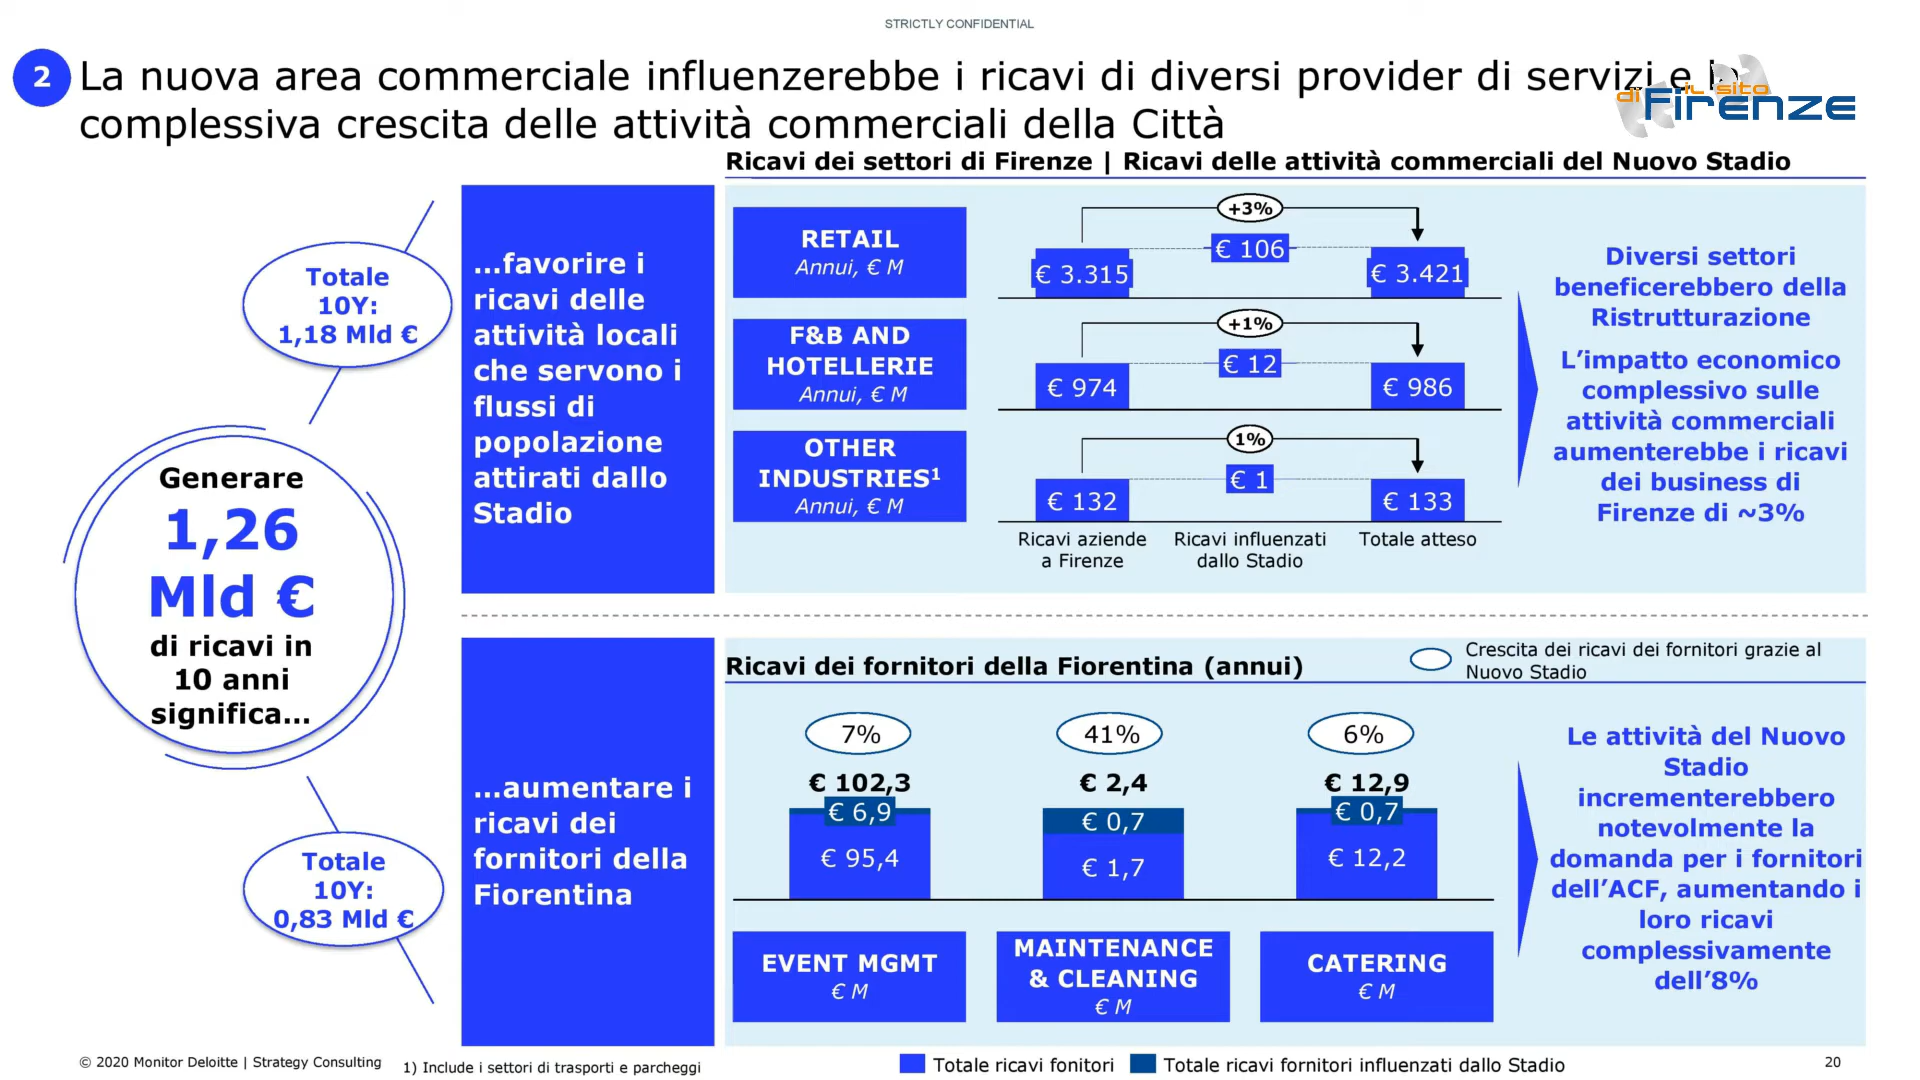 STRICTLY CONFIDENTIAL
2
La nuova area commerciale influenzerebbe i ricavi di diversi provider di servizi e la
complessiva crescita delle attività commerciali della Città
il sito
di Firenze
Ricavi dei settori di Firenze | Ricavi delle attività commerciali del Nuovo Stadio
Totale
10Y:
1,18 Mld €
Generare
1,26
Mld €
di ricavi in
10 anni
significa...
Totale
10Y:
0,83 Mld €
...favorire i
ricavi delle
attività locali
che servono i
flussi di
popolazione
attirati dallo
Stadio
RETAIL
Annui, € M
+3%
€ 3.315
€ 106
€ 3.421
F&B AND
HOTELLERIE
Annui, € M
+1%
€ 974
€ 12
€ 986
OTHER
INDUSTRIES1
Annui, € M
1%
€ 132
€ 1
€ 133
Ricavi aziende
a Firenze
Ricavi influenzati
dallo Stadio
Totale atteso
Diversi settori
beneficerebbero della
Ristrutturazione
L'impatto economico
complessivo sulle
attività commerciali
aumenterebbe i ricavi
dei business di
Firenze di ~3%
...aumentare i
ricavi dei
fornitori della
Fiorentina
Ricavi dei fornitori della Fiorentina (annui)
Crescita dei ricavi dei fornitori grazie al
Nuovo Stadio
7%
€ 102,3
€ 6,9
€ 95,4
EVENT MGMT
€ M
41%
€ 2,4
€ 0,7
€ 1,7
MAINTENANCE
& CLEANING
€ M
6%
€ 12,9
€ 0,7
€ 12,2
CATERING
€ M
Le attività del Nuovo
Stadio
incrementerebbero
notevolmente la
domanda per i fornitori
dell'ACF, aumentando i
loro ricavi
complessivamente
dell'8%
© 2020 Monitor Deloitte | Strategy Consulting
1) Include i settori di trasporti e parcheggi
Totale ricavi fonitori
Totale ricavi fornitori influenzati dallo Stadio
20